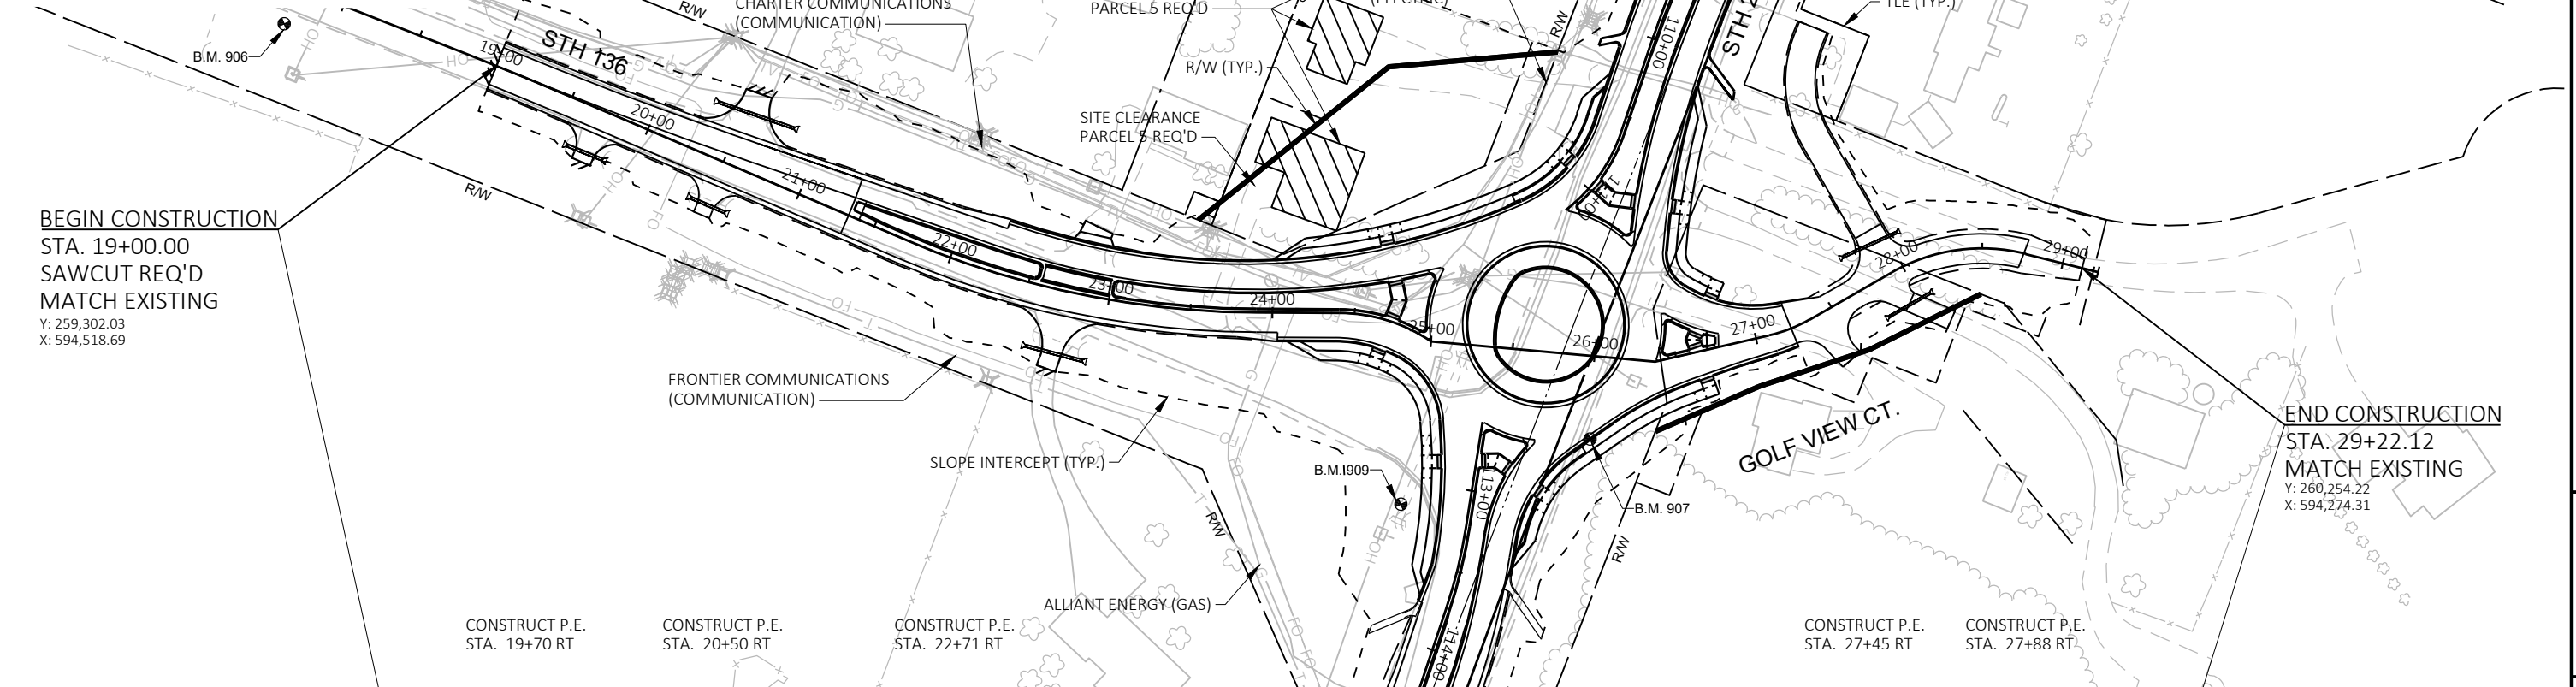 CHARTER COMMUNICATIONS
(COMMUNICATION)
PARCEL 5 REQ'D
(ELECTRIC)
TLE (TYP.)
R/W
R/W
B.M. 906
STH 136
R/W (TYP.)
SITE CLEARANCE
PARCEL 5 REQ'D
STH 2
110+00
19+00
20+00
21+00
22+00
23+00
24+00
25+00
26+00
27+00
28+00
29+00
111+00
113+00
114+00
R/W
BEGIN CONSTRUCTION
STA. 19+00.00
SAWCUT REQ'D
MATCH EXISTING
Y: 259,302.03
X: 594,518.69
FRONTIER COMMUNICATIONS
(COMMUNICATION)
SLOPE INTERCEPT (TYP.)
B.M. 909
B.M. 907
GOLF VIEW CT.
R/W
R/W
END CONSTRUCTION
STA. 29+22.12
MATCH EXISTING
Y: 260,254.22
X: 594,274.31
ALLIANT ENERGY (GAS)
CONSTRUCT P.E.
STA. 19+70 RT
CONSTRUCT P.E.
STA. 20+50 RT
CONSTRUCT P.E.
STA. 22+71 RT
CONSTRUCT P.E.
STA. 27+45 RT
CONSTRUCT P.E.
STA. 27+88 RT